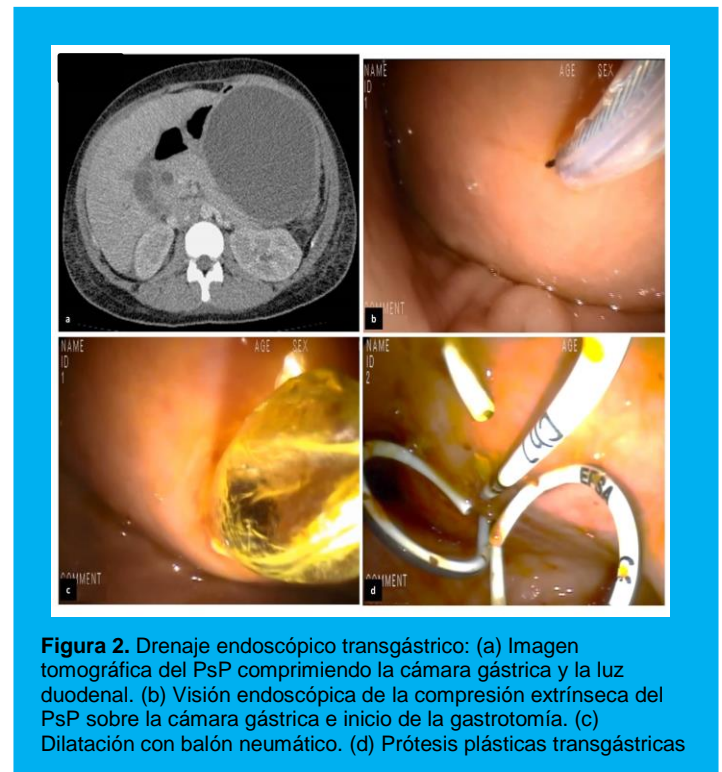 NAME AGE SEX
ID
1
COMMENT
a
b
NAME AGE SEX
ID
1
COMMENT
c
NAME AGE
ID
2
COMMENT
d
Figura 2. Drenaje endoscópico transgástrico: (a) Imagen
tomográfica del PsP comprimiendo la cámara gástrica y la luz
duodenal. (b) Visión endoscópica de la compresión extrínseca del
PsP sobre la cámara gástrica e inicio de la gastrotomía. (c)
Dilatación con balón neumático. (d) Prótesis plásticas transgástricas